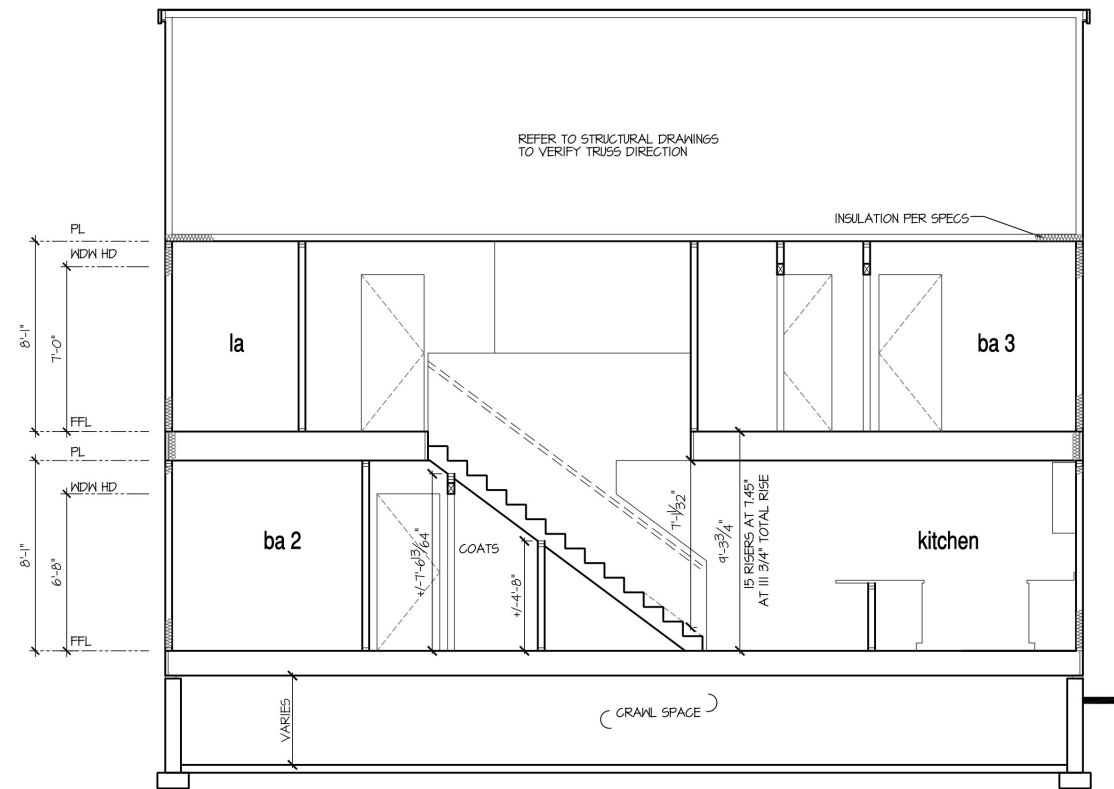 REFER TO STRUCTURAL DRAWINGS
TO VERIFY TRUSS DIRECTION
INSULATION PER SPECS
PL
WDW HD
8'-1"
7'-0"
la
ba 3
FFL
PL
WDW HD
8'-1"
6'-8"
ba 2
+/-7'-6 13/64"
COATS
+/-4'-8"
7'-1 1/32"
9'-3 3/4"
15 RISERS AT 7.45"
AT 111 3/4" TOTAL RISE
kitchen
FFL
VARIES
CRAWL SPACE